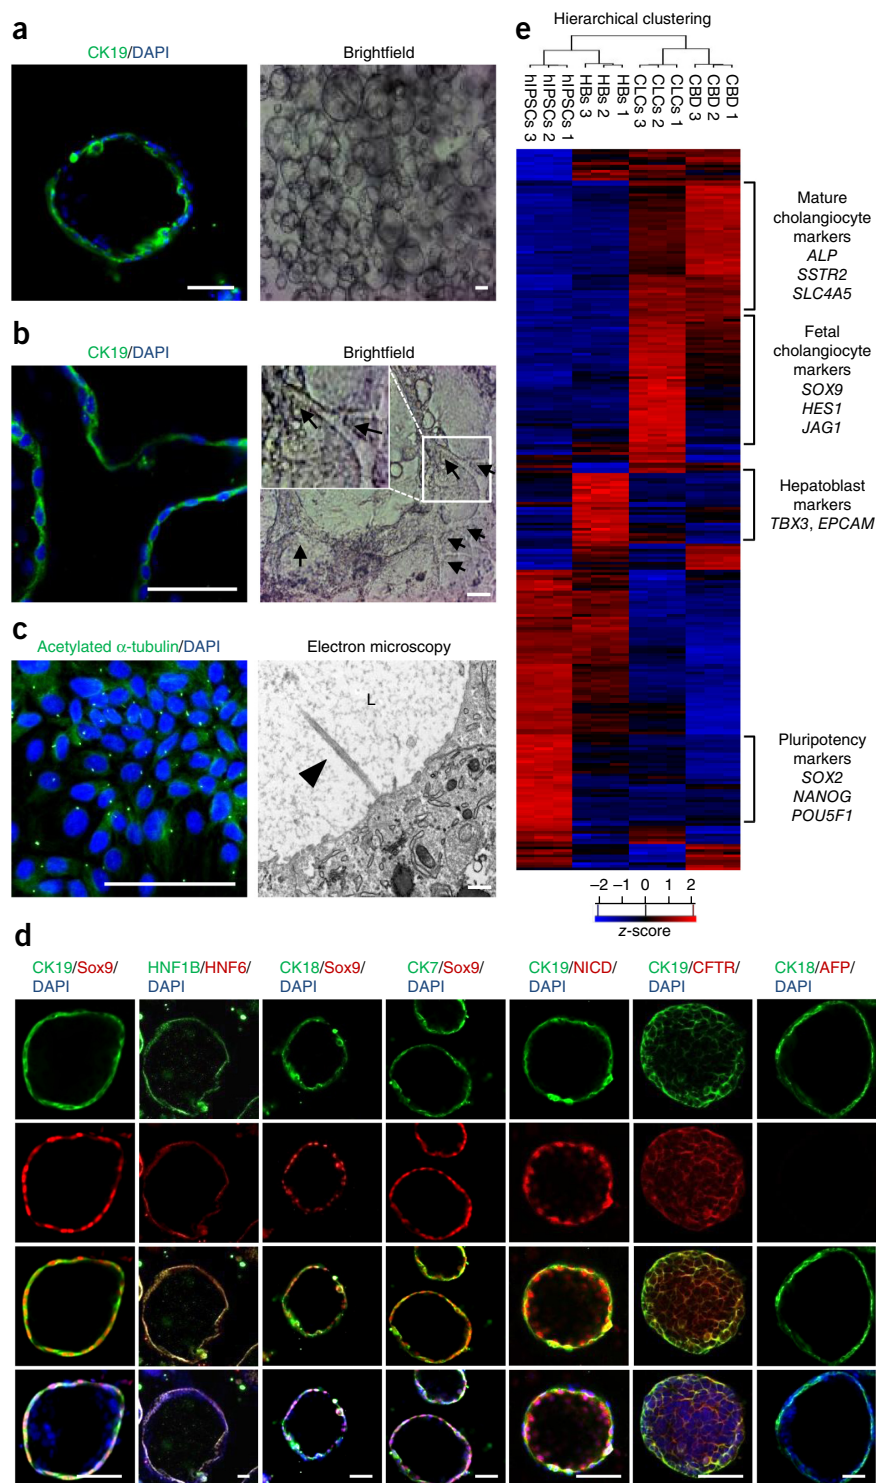 a
CK19/DAPI
Brightfield
b
CK19/DAPI
Brightfield
c
Acetylated α-tubulin/DAPI
Electron microscopy
L
e
Hierarchical clustering
hIPSCs 3
hIPSCs 2
hIPSCs 1
HBs 3
HBs 2
HBs 1
CLCs 3
CLCs 2
CLCs 1
CBD 3
CBD 2
CBD 1
Mature
cholangiocyte
markers
ALP
SSTR2
SLC4A5
Fetal
cholangiocyte
markers
SOX9
HES1
JAG1
Hepatoblast
markers
TBX3, EPCAM
Pluripotency
markers
SOX2
NANOG
POU5F1
–2 –1 0 1 2
z-score
d
CK19/Sox9/
DAPI
HNF1B/HNF6/
DAPI
CK18/Sox9/
DAPI
CK7/Sox9/
DAPI
CK19/NICD/
DAPI
CK19/CFTR/
DAPI
CK18/AFP/
DAPI